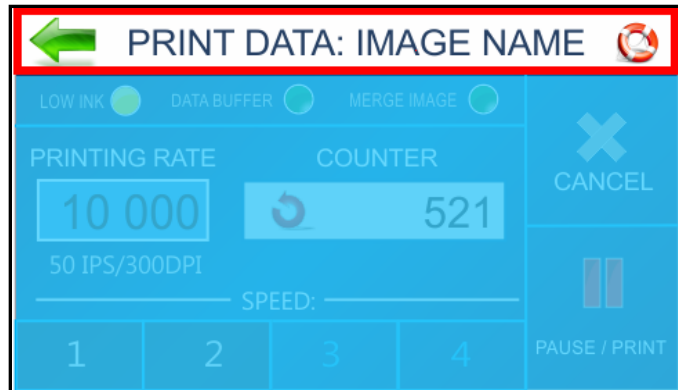 PRINT DATA: IMAGE NAME
LOW INK DATA BUFFER MERGE IMAGE
PRINTING RATE COUNTER
CANCEL
10 000 521
50 IPS/300DPI
SPEED:
1 2 3 4
PAUSE / PRINT